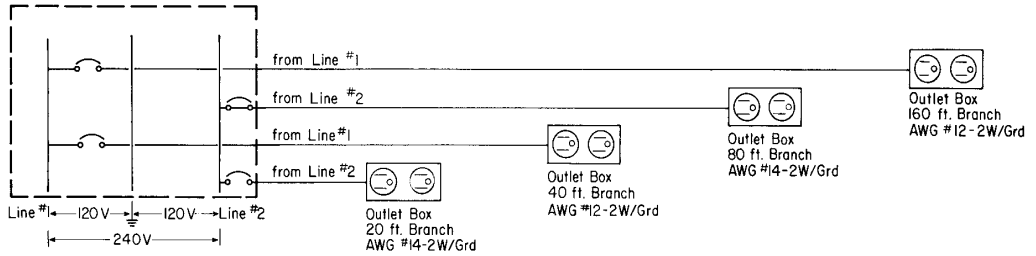 from Line #1
from Line #2
from Line #1
from Line #2
Outlet Box
160 ft. Branch
AWG #12-2W/Grd
Outlet Box
80 ft. Branch
AWG #14-2W/Grd
Outlet Box
40 ft. Branch
AWG #12-2W/Grd
Outlet Box
20 ft. Branch
AWG #14-2W/Grd
Line #1 120V 120V Line #2
240V